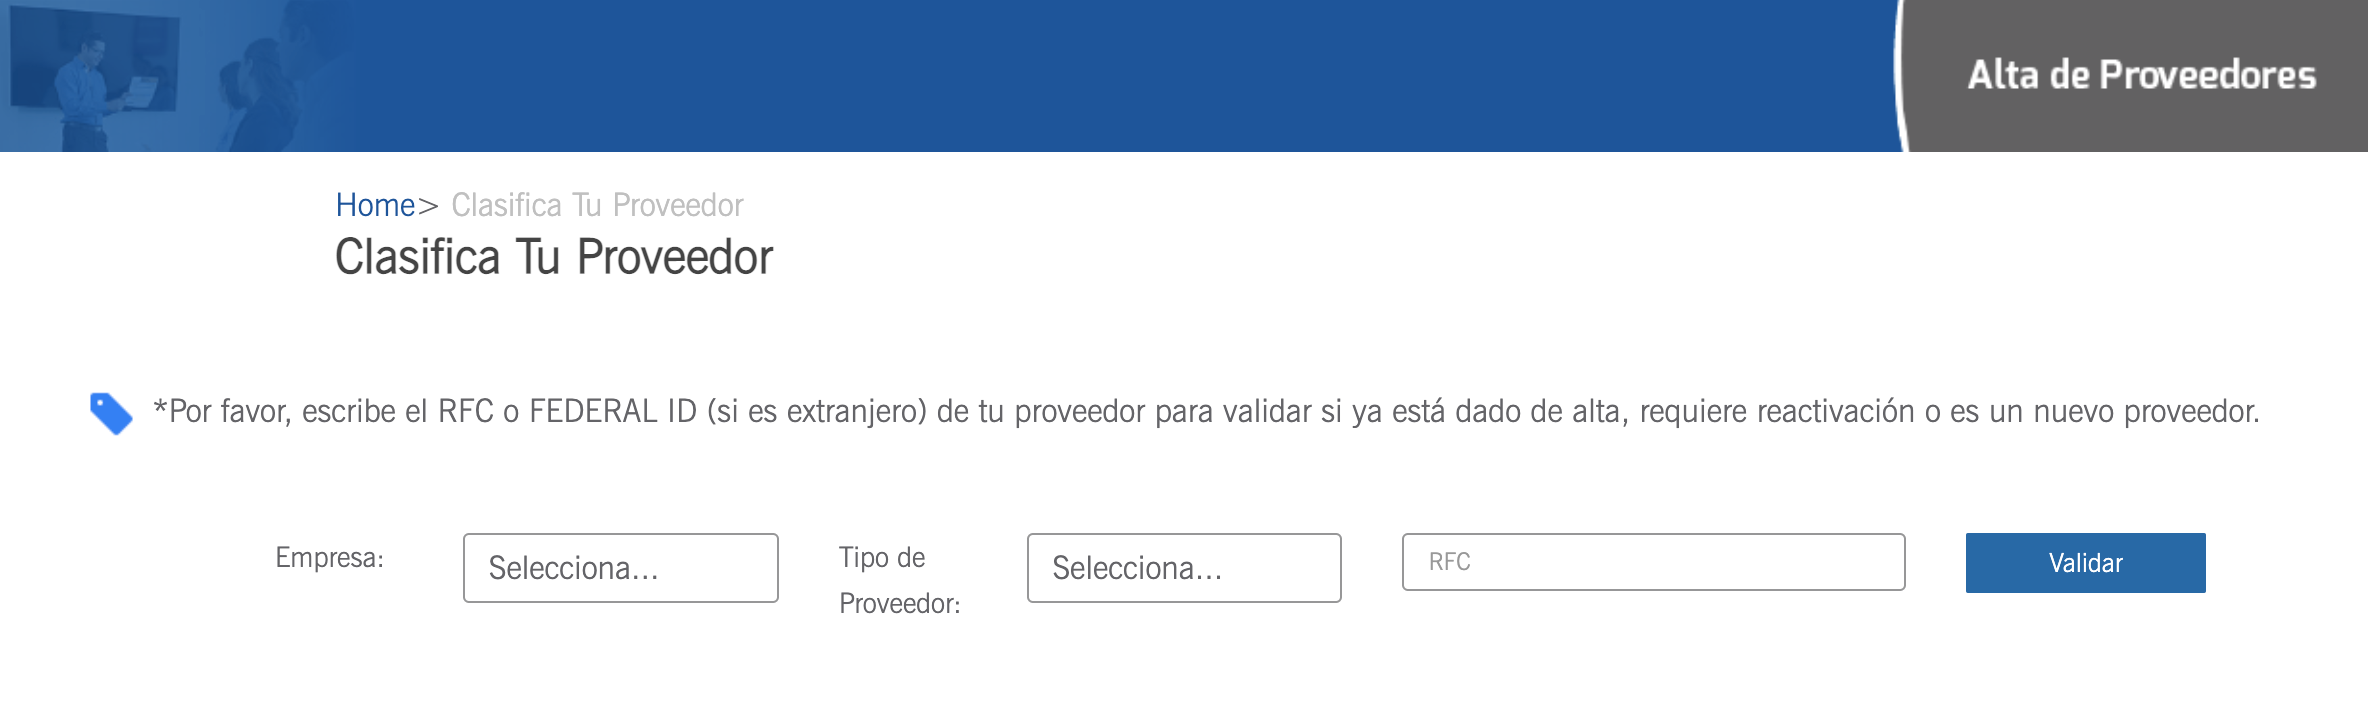 Alta de Proveedores
Home> Clasifica Tu Proveedor
Clasifica Tu Proveedor
*Por favor, escribe el RFC o FEDERAL ID (si es extranjero) de tu proveedor para validar si ya está dado de alta, requiere reactivación o es un nuevo proveedor.
Empresa:
Selecciona...
Tipo de
Proveedor:
Selecciona...
RFC
Validar